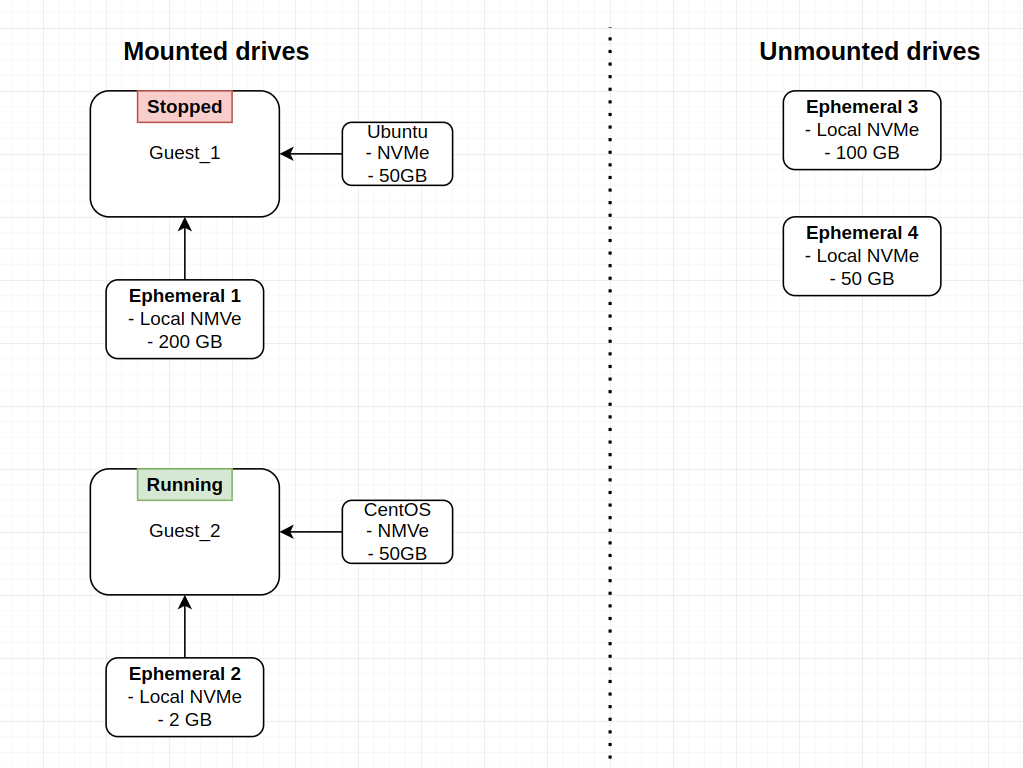 Mounted drives
Stopped
Guest_1
Ubuntu
- NVMe
- 50GB
Ephemeral 1
- Local NMVe
- 200 GB
Running
Guest_2
CentOS
- NMVe
- 50GB
Ephemeral 2
- Local NVMe
- 2 GB
Unmounted drives
Ephemeral 3
- Local NVMe
- 100 GB
Ephemeral 4
- Local NVMe
- 50 GB